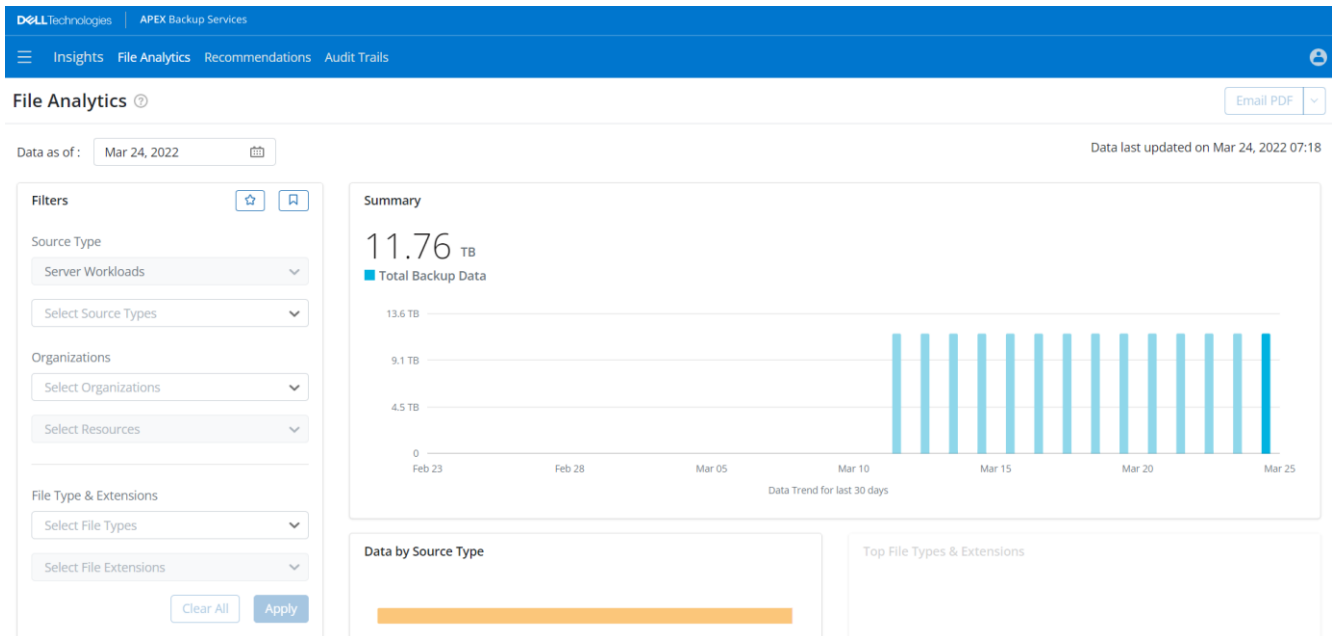 DELLTechnologies APEX Backup Services
Insights File Analytics Recommendations Audit Trails
File Analytics
Email PDF
Data as of : Mar 24, 2022
Data last updated on Mar 24, 2022 07:18
Filters
Source Type
Server Workloads
Select Source Types
Organizations
Select Organizations
Select Resources
File Type & Extensions
Select File Types
Select File Extensions
Clear All Apply
Summary
11.76 TB
Total Backup Data
13.6 TB
9.1 TB
4.5 TB
0
Feb 23 Feb 28 Mar 05 Mar 10 Mar 15 Mar 20 Mar 25
Data Trend for last 30 days
Data by Source Type
Top File Types & Extensions